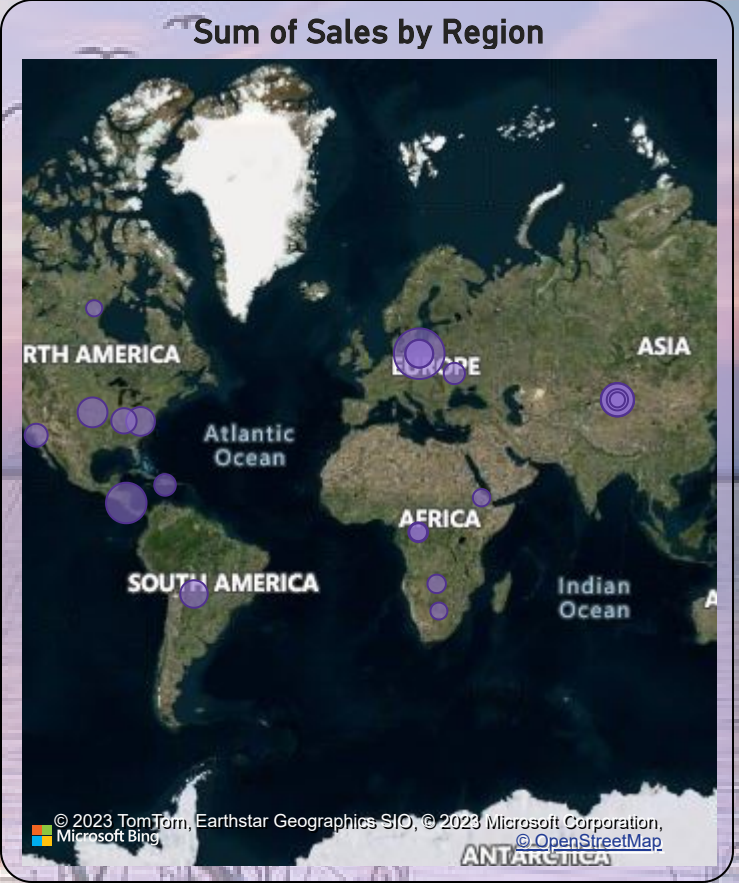 Sum of Sales by Region
RTH AMERICA
EUROPE
ASIA
Atlantic
Ocean
AFRICA
SOUTH AMERICA
Indian
Ocean
A
© 2023 TomTom, Earthstar Geographics SIO, © 2023 Microsoft Corporation,
Microsoft Bing
© OpenStreetMap
ANTARCTICA